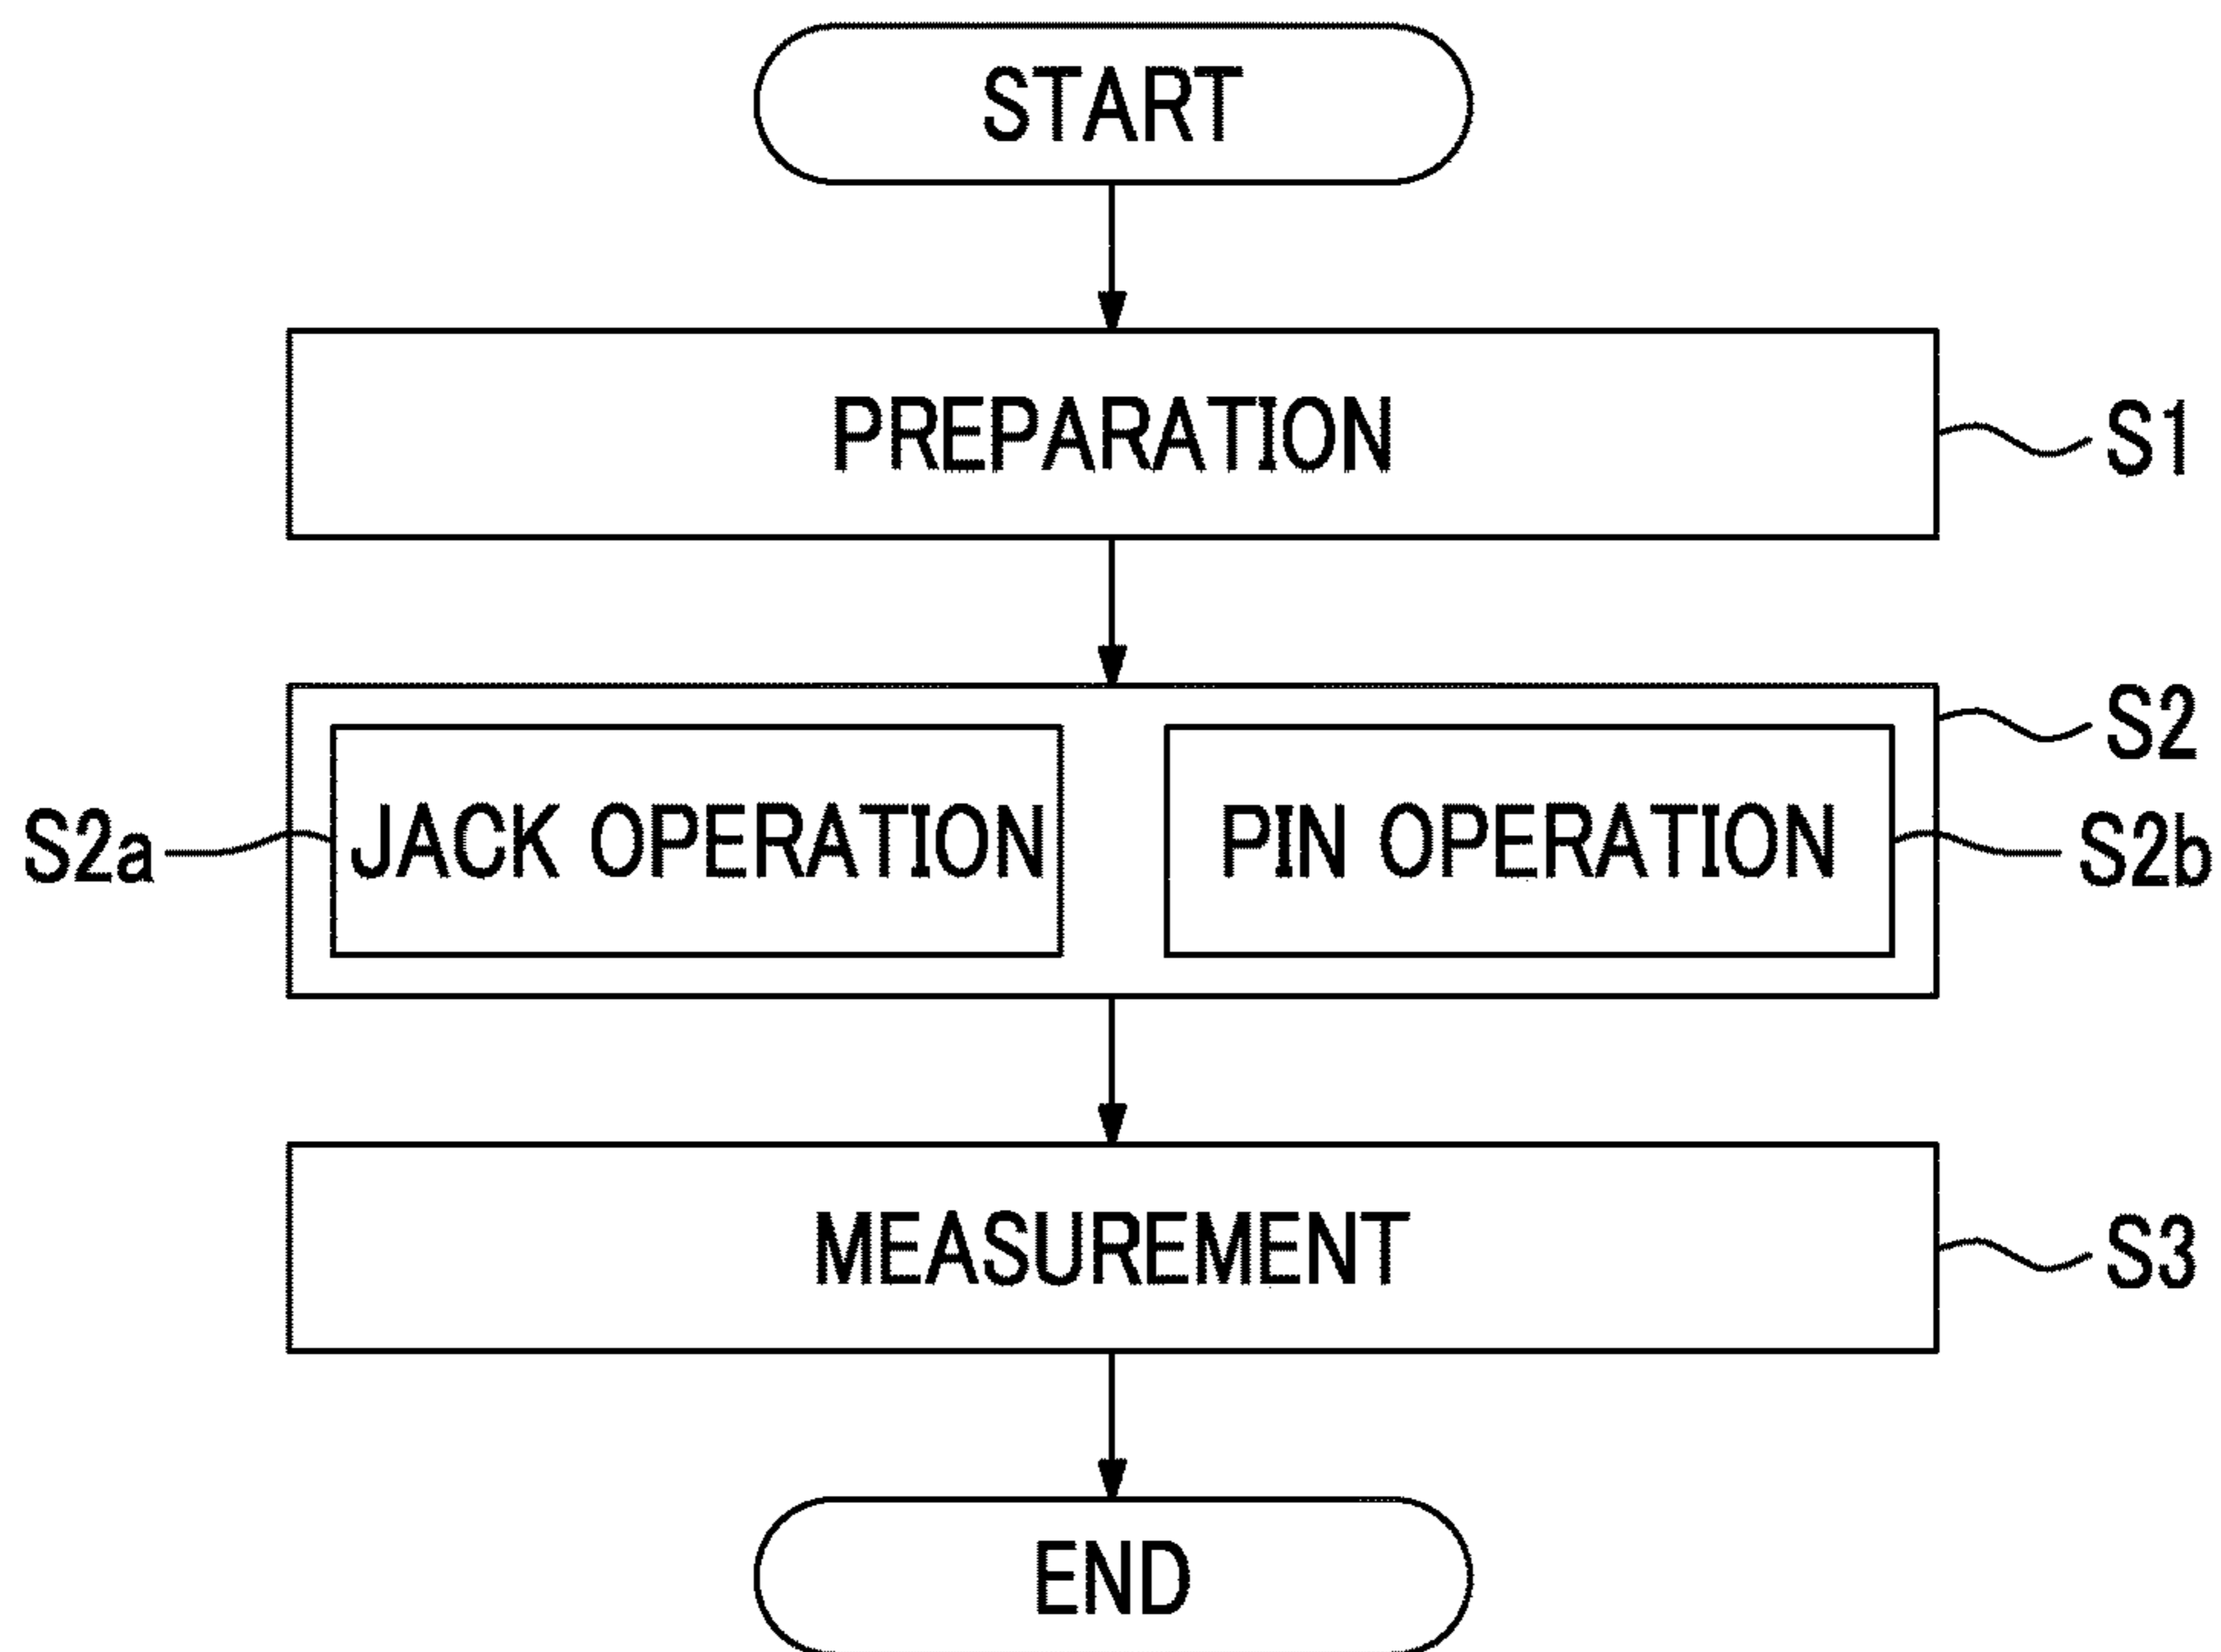 START
PREPARATION
S1
S2
S2a
JACK OPERATION
PIN OPERATION
S2b
MEASUREMENT
S3
END